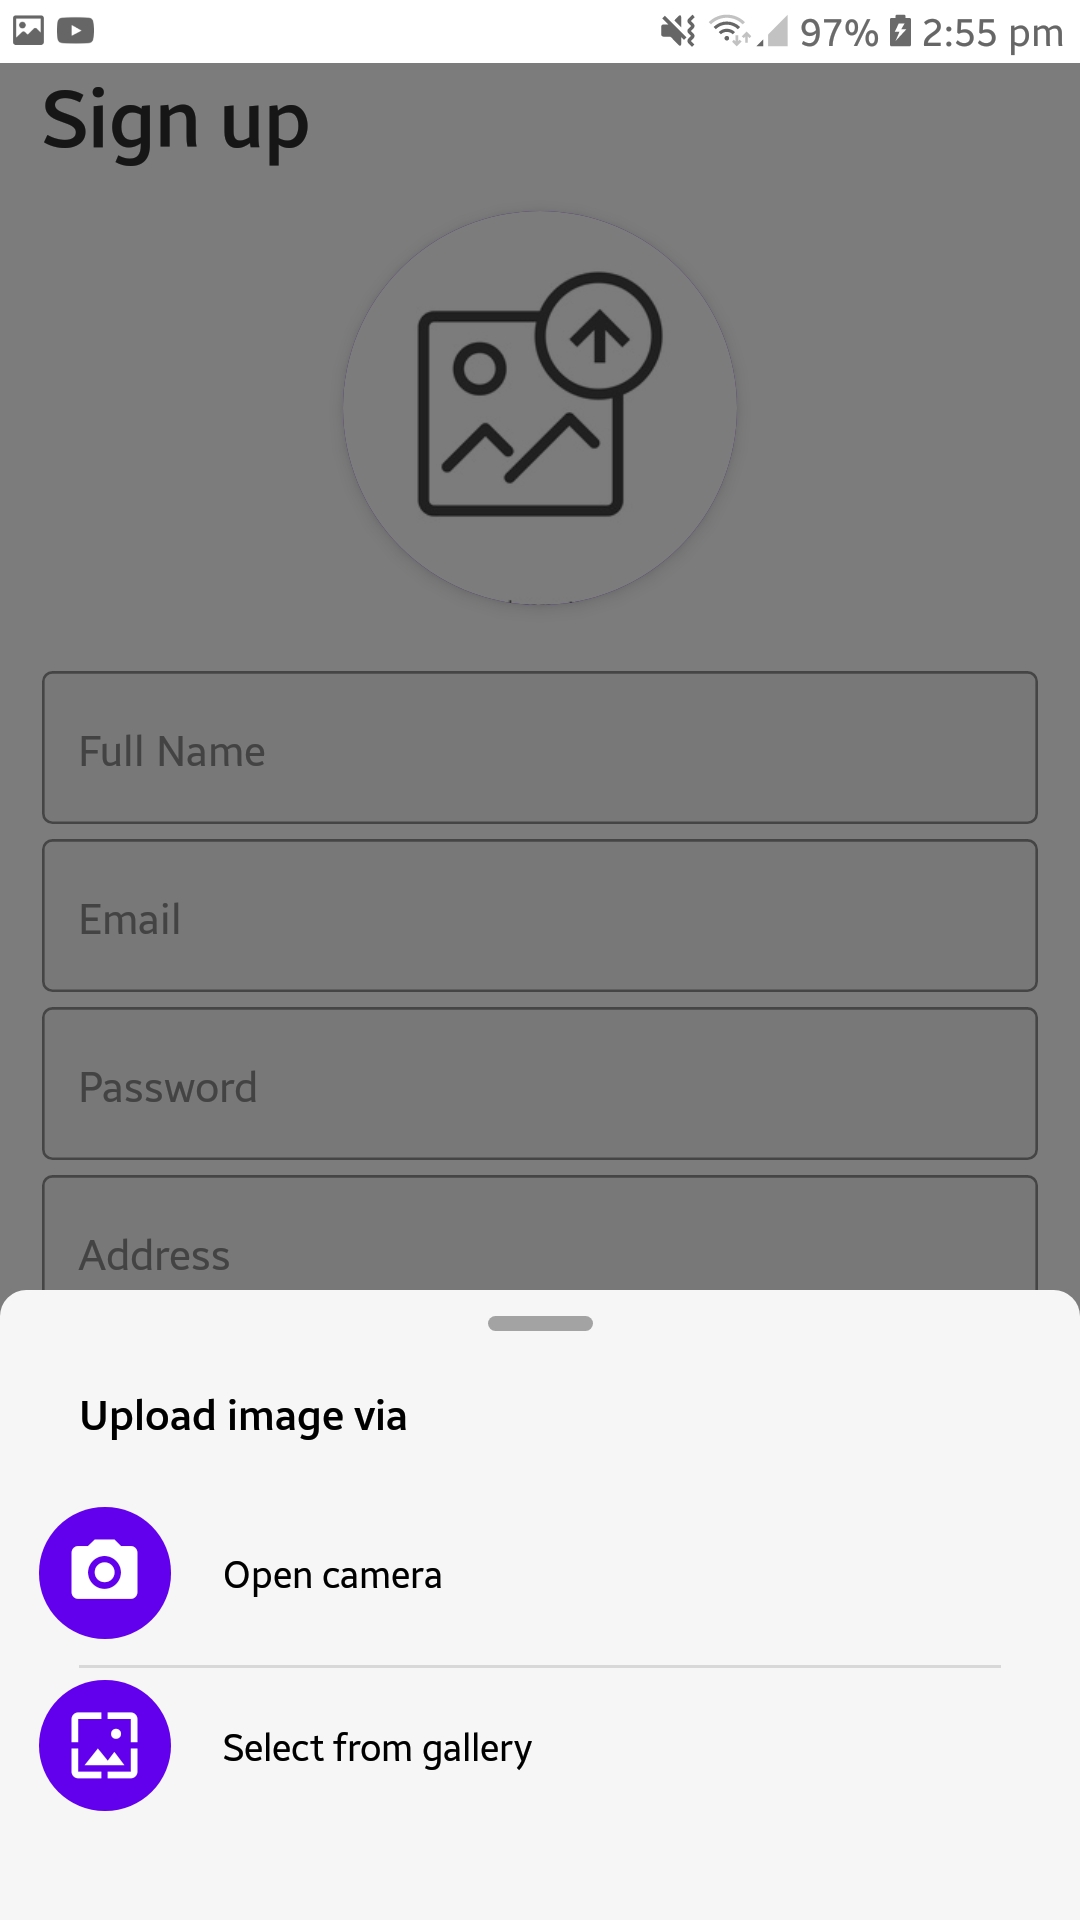 97% 2:55 pm
Sign up
Full Name
Email
Password
Address
Upload image via
Open camera
Select from gallery